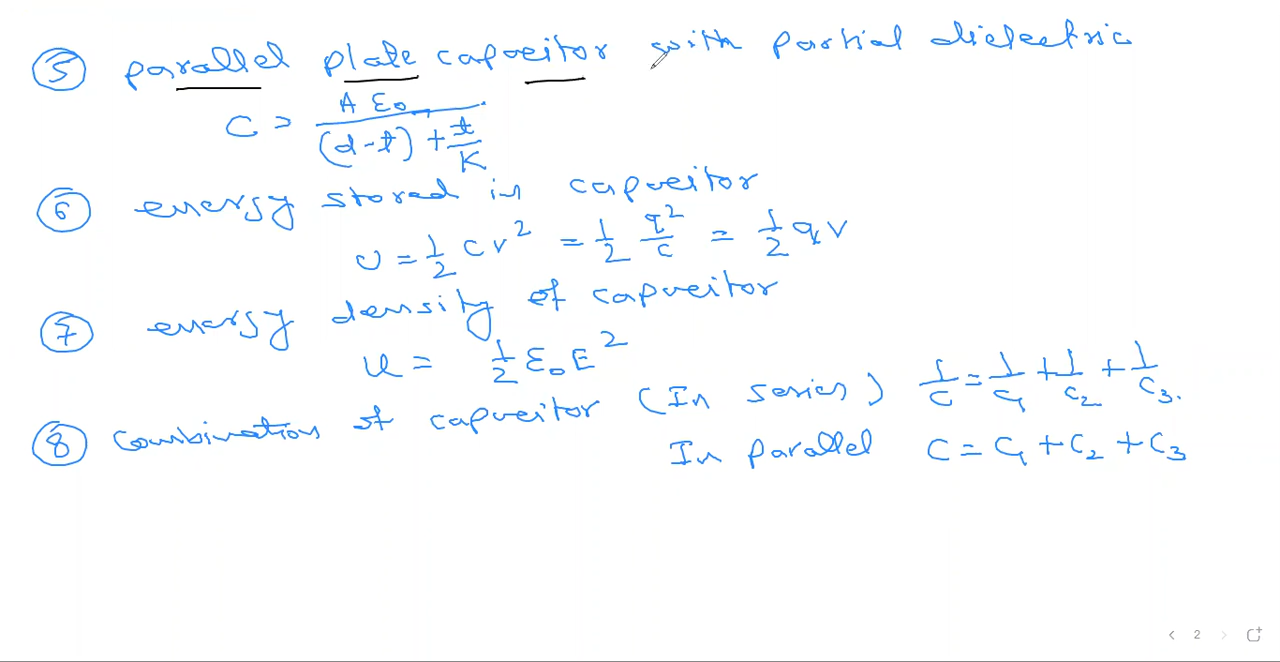 ⑤ parallel plate capacitor with partial dielectric
C = A ε₀ / ((d-t) + t/K)
⑥ energy stored in capacitor
U = 1/2 CV² = 1/2 q²/C = 1/2 qV
⑦ energy density of capacitor
u = 1/2 ε₀E²
⑧ Combination of capacitor (In series) 1/C = 1/C₁ + 1/C₂ + 1/C₃.
In parallel C = C₁ + C₂ + C₃
2